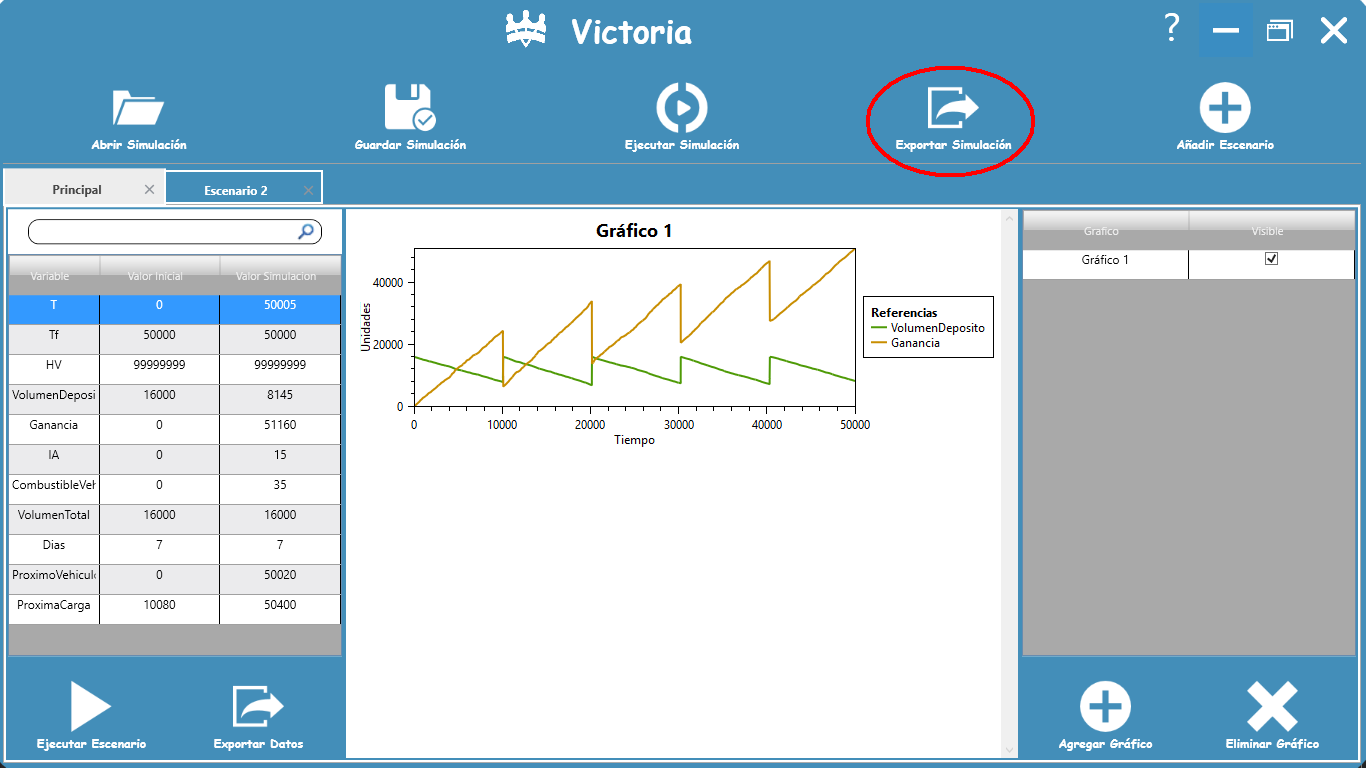 Victoria
?
Abrir Simulación
Guardar Simulación
Ejecutar Simulación
Exportar Simulación
Añadir Escenario
Principal
Escenario 2
Variable Valor Inicial Valor Simulacion
T 0 50005
Tf 50000 50000
HV 99999999 99999999
VolumenDeposi 16000 8145
Ganancia 0 51160
IA 0 15
CombustibleVeh 0 35
VolumenTotal 16000 16000
Dias 7 7
ProximoVehicul 0 50020
ProximaCarga 10080 50400
Ejecutar Escenario
Exportar Datos
Gráfico 1
Unidades
40000
20000
0
0 10000 20000 30000 40000 50000
Tiempo
Referencias
VolumenDeposito
Ganancia
Grafico Visible
Gráfico 1
Agregar Gráfico
Eliminar Gráfico